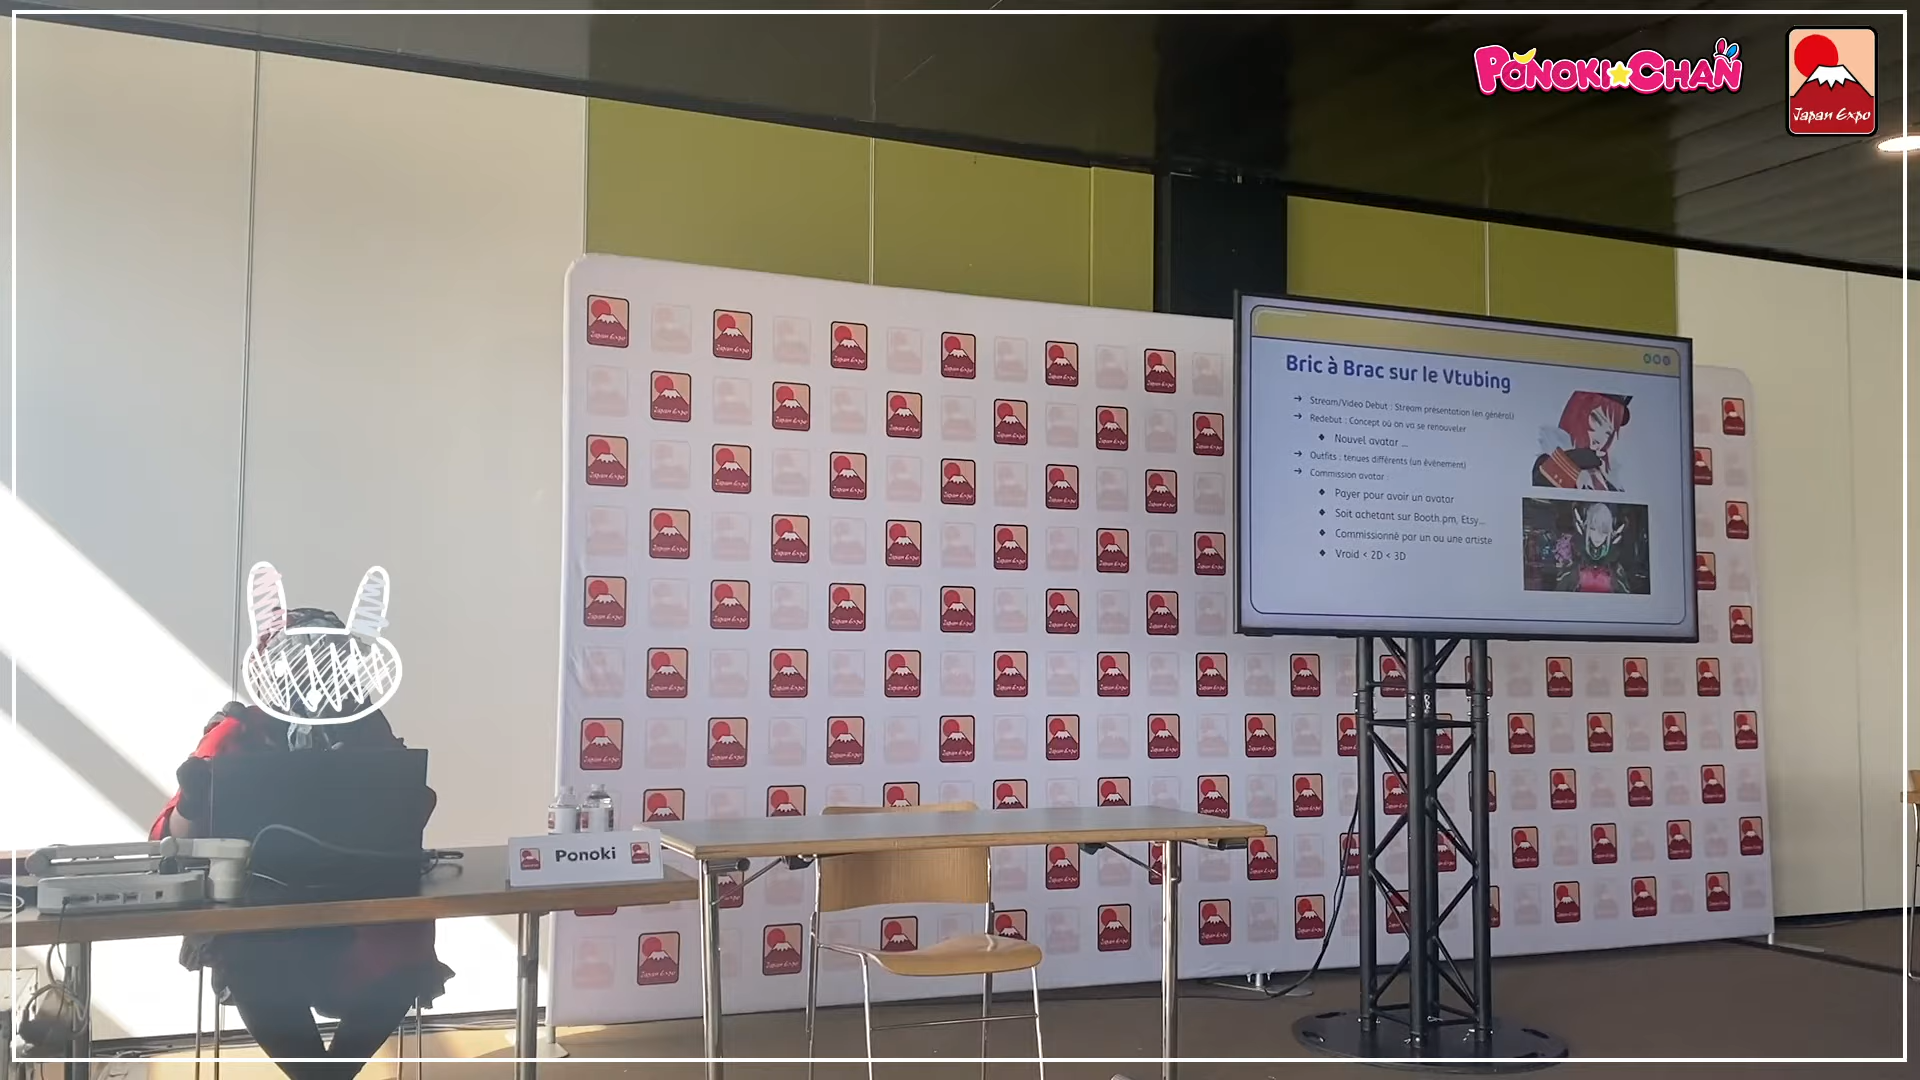 PONOKI CHAN
Japan Expo
Bric à Brac sur le Vtubing
→ Stream/Video Debut : Stream présentation (en général)
→ Redebut : Concept où on va se renouveler
◆ Nouvel avatar ...
→ Outfits : tenues différents (un événement)
→ Commission avatar :
◆ Payer pour avoir un avatar
◆ Soit achetant sur Booth.pm, Etsy...
◆ Commissionné par un ou une artiste
◆ Vroid < 2D < 3D
Ponoki